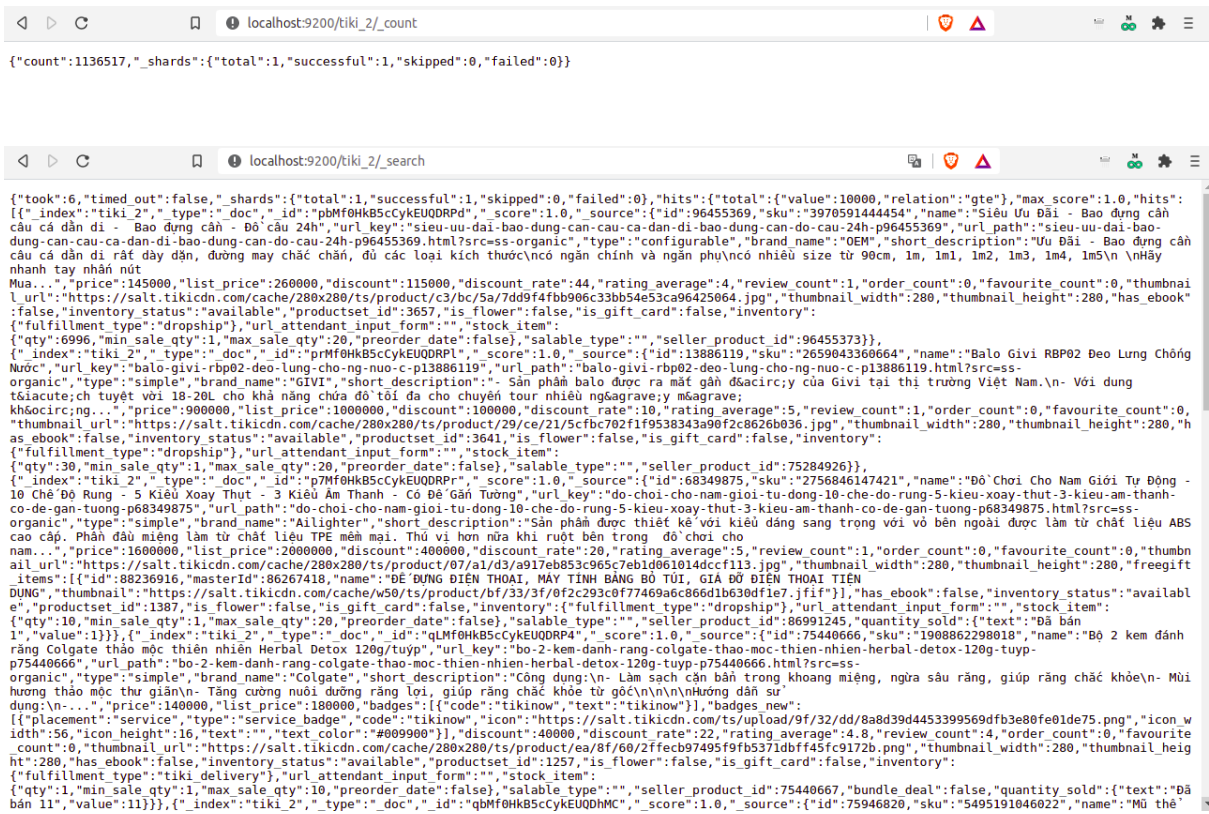 localhost:9200/tiki_2/_count
{"count":1136517,"_shards":{"total":1,"successful":1,"skipped":0,"failed":0}}
localhost:9200/tiki_2/_search
{"took":6,"timed_out":false,"_shards":{"total":1,"successful":1,"skipped":0,"failed":0},"hits":{"total":{"value":10000,"relation":"gte"},"max_score":1.0,"hits":
[{"_index":"tiki_2","_type":"_doc","_id":"pbMf0HkB5cCykEUQDRPd","_score":1.0,"_source":{"id":96455369,"sku":"3970591444454","name":"Siêu Ưu Đãi - Bao đựng cần
câu cá dằn di -  Bao đựng cần - Đồ câu 24h","url_key":"sieu-uu-dai-bao-dung-can-cau-ca-dan-di-bao-dung-can-do-cau-24h-p96455369","url_path":"sieu-uu-dai-bao-
dung-can-cau-ca-dan-di-bao-dung-can-do-cau-24h-p96455369.html?src=ss-organic","type":"configurable","brand_name":"OEM","short_description":"Ưu Đãi - Bao đựng cần
câu cá dằn di rất dày dặn, đường may chắc chắn, đủ các loại kích thước\ncó ngăn chính và ngăn phụ\ncó nhiều size từ 90cm, 1m, 1m1, 1m2, 1m3, 1m4, 1m5\n \nHãy
nhanh tay nhấn nút
Mua...","price":145000,"list_price":260000,"discount":115000,"discount_rate":44,"rating_average":4,"review_count":1,"order_count":0,"favourite_count":0,"thumbnai
l_url":"https://salt.tikicdn.com/cache/280x280/ts/product/c3/bc/5a/7dd9f4fbb906c33bb54e53ca96425064.jpg","thumbnail_width":280,"thumbnail_height":280,"has_ebook"
:false,"inventory_status":"available","productset_id":3657,"is_flower":false,"is_gift_card":false,"inventory":
{"fulfillment_type":"dropship"},"url_attendant_input_form":"","stock_item":
{"qty":6996,"min_sale_qty":1,"max_sale_qty":20,"preorder_date":false},"salable_type":"","seller_product_id":96455373}},
{"_index":"tiki_2","_type":"_doc","_id":"prMf0HkB5cCykEUQDRPl","_score":1.0,"_source":{"id":13886119,"sku":"2659043360664","name":"Balo Givi RBP02 Đeo Lưng Chống
Nước","url_key":"balo-givi-rbp02-deo-lung-cho-ng-nuo-c-p13886119","url_path":"balo-givi-rbp02-deo-lung-cho-ng-nuo-c-p13886119.html?src=ss-
organic","type":"simple","brand_name":"GIVI","short_description":"- Sản phẩm balo được ra mắt gần đ&acirc;y của Givi tại thị trường Việt Nam.\n- Với dung
t&iacute;ch tuyệt vời 18-20L cho khả năng chứa đồ tối đa cho chuyến tour nhiều ng&agrave;y m&agrave;
kh&ocirc;ng...","price":900000,"list_price":1000000,"discount":100000,"discount_rate":10,"rating_average":5,"review_count":1,"order_count":0,"favourite_count":0,
"thumbnail_url":"https://salt.tikicdn.com/cache/280x280/ts/product/29/ce/21/5cfbc702f1f9538343a90f2c8626b036.jpg","thumbnail_width":280,"thumbnail_height":280,"h
as_ebook":false,"inventory_status":"available","productset_id":3641,"is_flower":false,"is_gift_card":false,"inventory":
{"fulfillment_type":"dropship"},"url_attendant_input_form":"","stock_item":
{"qty":30,"min_sale_qty":1,"max_sale_qty":20,"preorder_date":false},"salable_type":"","seller_product_id":75284926}},
{"_index":"tiki_2","_type":"_doc","_id":"p7Mf0HkB5cCykEUQDRPr","_score":1.0,"_source":{"id":68349875,"sku":"2756846147421","name":"Đồ Chơi Cho Nam Giới Tự Động -
10 Chế Độ Rung - 5 Kiểu Xoay Thụt - 3 Kiểu Âm Thanh - Có Đế Gắn Tường","url_key":"do-choi-cho-nam-gioi-tu-dong-10-che-do-rung-5-kieu-xoay-thut-3-kieu-am-thanh-
co-de-gan-tuong-p68349875","url_path":"do-choi-cho-nam-gioi-tu-dong-10-che-do-rung-5-kieu-xoay-thut-3-kieu-am-thanh-co-de-gan-tuong-p68349875.html?src=ss-
organic","type":"simple","brand_name":"Ailighter","short_description":"Sản phẩm được thiết kế với kiểu dáng sang trọng với vỏ bên ngoài được làm từ chất liệu ABS
cao cấp. Phần đầu miệng làm từ chất liệu TPE mềm mại. Thú vị hơn nữa khi ruột bên trong  đồ chơi cho
nam...","price":1600000,"list_price":2000000,"discount":400000,"discount_rate":20,"rating_average":5,"review_count":1,"order_count":0,"favourite_count":0,"thumbn
ail_url":"https://salt.tikicdn.com/cache/280x280/ts/product/07/a1/d3/a917eb853c965c7eb1d061014dccf113.jpg","thumbnail_width":280,"thumbnail_height":280,"freegift
_items":[{"id":88236916,"masterId":86267418,"name":"ĐẾ ĐỰNG ĐIỆN THOẠI, MÁY TÍNH BẢNG BỎ TÚI, GIÁ ĐỠ ĐIỆN THOẠI TIỆN
DỤNG","thumbnail":"https://salt.tikicdn.com/cache/w50/ts/product/bf/33/3f/0f2c293c0f77469a6c866d1b630df1e7.jfif"}],"has_ebook":false,"inventory_status":"availabl
e","productset_id":1387,"is_flower":false,"is_gift_card":false,"inventory":{"fulfillment_type":"dropship"},"url_attendant_input_form":"","stock_item":
{"qty":10,"min_sale_qty":1,"max_sale_qty":20,"preorder_date":false},"salable_type":"","seller_product_id":86991245,"quantity_sold":{"text":"Đã bán
1","value":1}}},{"_index":"tiki_2","_type":"_doc","_id":"qLMf0HkB5cCykEUQDRP4","_score":1.0,"_source":{"id":75440666,"sku":"1908862298018","name":"Bộ 2 kem đánh
răng Colgate thảo mộc thiên nhiên Herbal Detox 120g/tuýp","url_key":"bo-2-kem-danh-rang-colgate-thao-moc-thien-nhien-herbal-detox-120g-tuyp-
p75440666","url_path":"bo-2-kem-danh-rang-colgate-thao-moc-thien-nhien-herbal-detox-120g-tuyp-p75440666.html?src=ss-
organic","type":"simple","brand_name":"Colgate","short_description":"Công dụng:\n- Làm sạch cặn bẩn trong khoang miệng, ngừa sâu răng, giúp răng chắc khỏe\n- Mùi
hương thảo mộc thư giãn\n- Tăng cường nuôi dưỡng răng lợi, giúp răng chắc khỏe từ gốc\n\n\n\nHướng dẫn sử
dụng:\n-...","price":140000,"list_price":180000,"badges":[{"code":"tikinow","text":"tikinow"}],"badges_new":
[{"placement":"service","type":"service_badge","code":"tikinow","icon":"https://salt.tikicdn.com/ts/upload/9f/32/dd/8a8d39d4453399569dfb3e80fe01de75.png","icon_w
idth":56,"icon_height":16,"text":"","text_color":"#009900"}],"discount":40000,"discount_rate":22,"rating_average":4.8,"review_count":4,"order_count":0,"favourite
_count":0,"thumbnail_url":"https://salt.tikicdn.com/cache/280x280/ts/product/ea/8f/60/2ffecb97495f9fb5371dbff45fc9172b.png","thumbnail_width":280,"thumbnail_heig
ht":280,"has_ebook":false,"inventory_status":"available","productset_id":1257,"is_flower":false,"is_gift_card":false,"inventory":
{"fulfillment_type":"tiki_delivery"},"url_attendant_input_form":"","stock_item":
{"qty":1,"min_sale_qty":1,"max_sale_qty":10,"preorder_date":false},"salable_type":"","seller_product_id":75440667,"bundle_deal":false,"quantity_sold":{"text":"Đã
bán 11","value":11}}},{"_index":"tiki_2","_type":"_doc","_id":"qbMf0HkB5cCykEUQDhMC","_score":1.0,"_source":{"id":75946820,"sku":"5495191046022","name":"Mũ thể